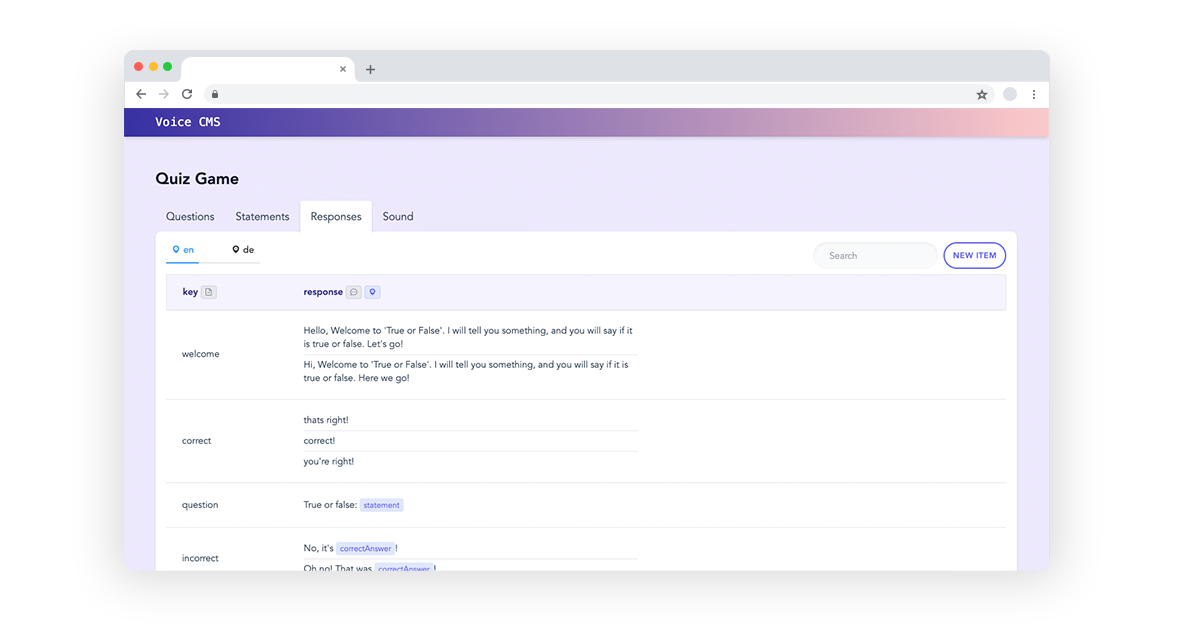 Voice CMS
Quiz Game
Questions Statements Responses Sound
en de Search NEW ITEM
key response
welcome
Hello, Welcome to 'True or False'. I will tell you something, and you will say if it
is true or false. Let's go!
Hi, Welcome to 'True or False'. I will tell you something, and you will say if it is
true or false. Here we go!
correct
thats right!
correct!
you're right!
question True or false: statement
incorrect
No, it's correctAnswer !
Oh no! That was correctAnswer !